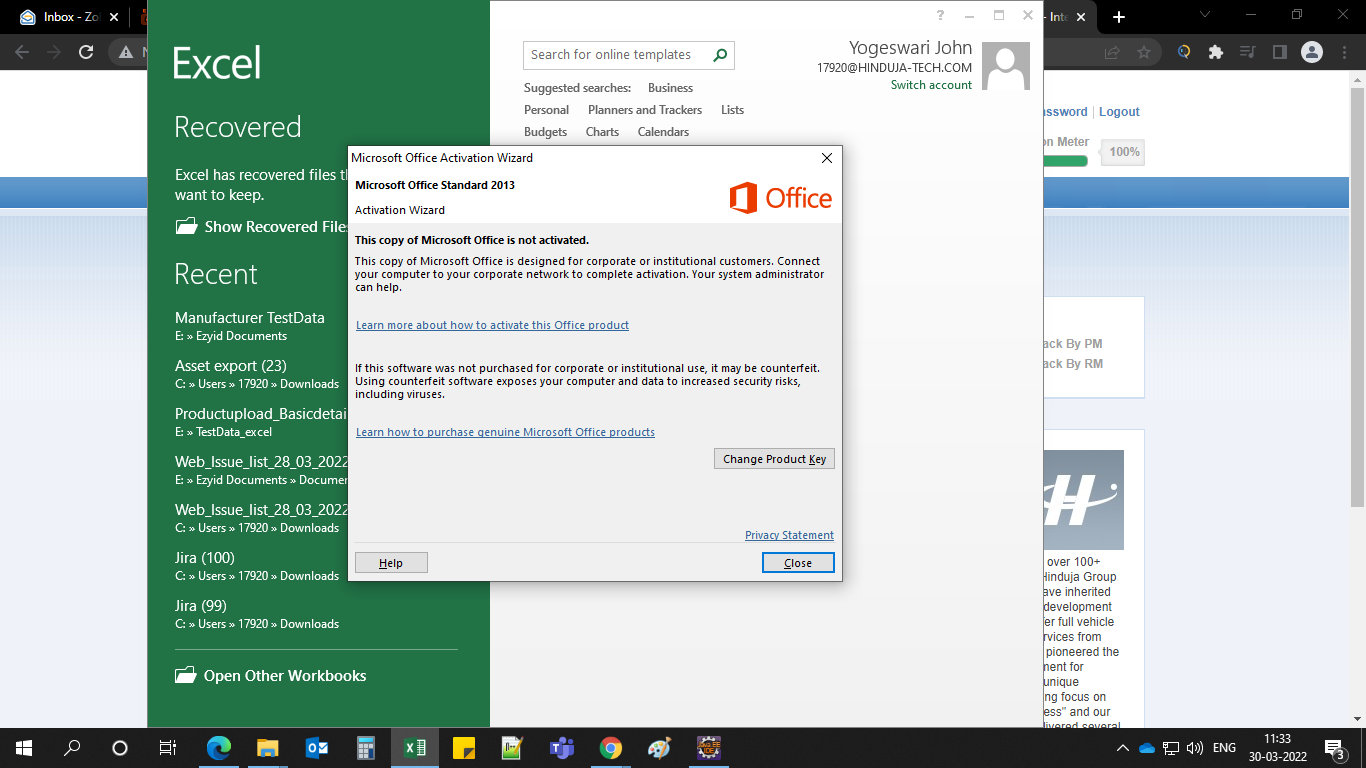 Inbox - Zo
- Inte
N
Excel
Recovered
Excel has recovered files t
want to keep.
Show Recovered Files
Recent
Manufacturer TestData
E: » Ezyid Documents
Asset export (23)
C: » Users » 17920 » Downloads
Productupload_Basicdetai
E: » TestData_excel
Web_Issue_list_28_03_2022
E: » Ezyid Documents » Documen
Web_Issue_list_28_03_2022
C: » Users » 17920 » Downloads
Jira (100)
C: » Users » 17920 » Downloads
Jira (99)
C: » Users » 17920 » Downloads
Open Other Workbooks
Search for online templates
Suggested searches: Business
Personal Planners and Trackers Lists
Budgets Charts Calendars
?
Yogeswari John
17920@HINDUJA-TECH.COM
Switch account
Microsoft Office Activation Wizard
Microsoft Office Standard 2013
Activation Wizard
Office
This copy of Microsoft Office is not activated.
This copy of Microsoft Office is designed for corporate or institutional customers. Connect
your computer to your corporate network to complete activation. Your system administrator
can help.
Learn more about how to activate this Office product
If this software was not purchased for corporate or institutional use, it may be counterfeit.
Using counterfeit software exposes your computer and data to increased security risks,
including viruses.
Learn how to purchase genuine Microsoft Office products
Change Product Key
Privacy Statement
Help
Close
ssword | Logout
on Meter
100%
ack By PM
ack By RM
over 100+
Hinduja Group
ave inherited
development
er full vehicle
rvices from
pioneered the
nent for
unique
ng focus on
ess" and our
elivered several
ENG
11:33
30-03-2022
3